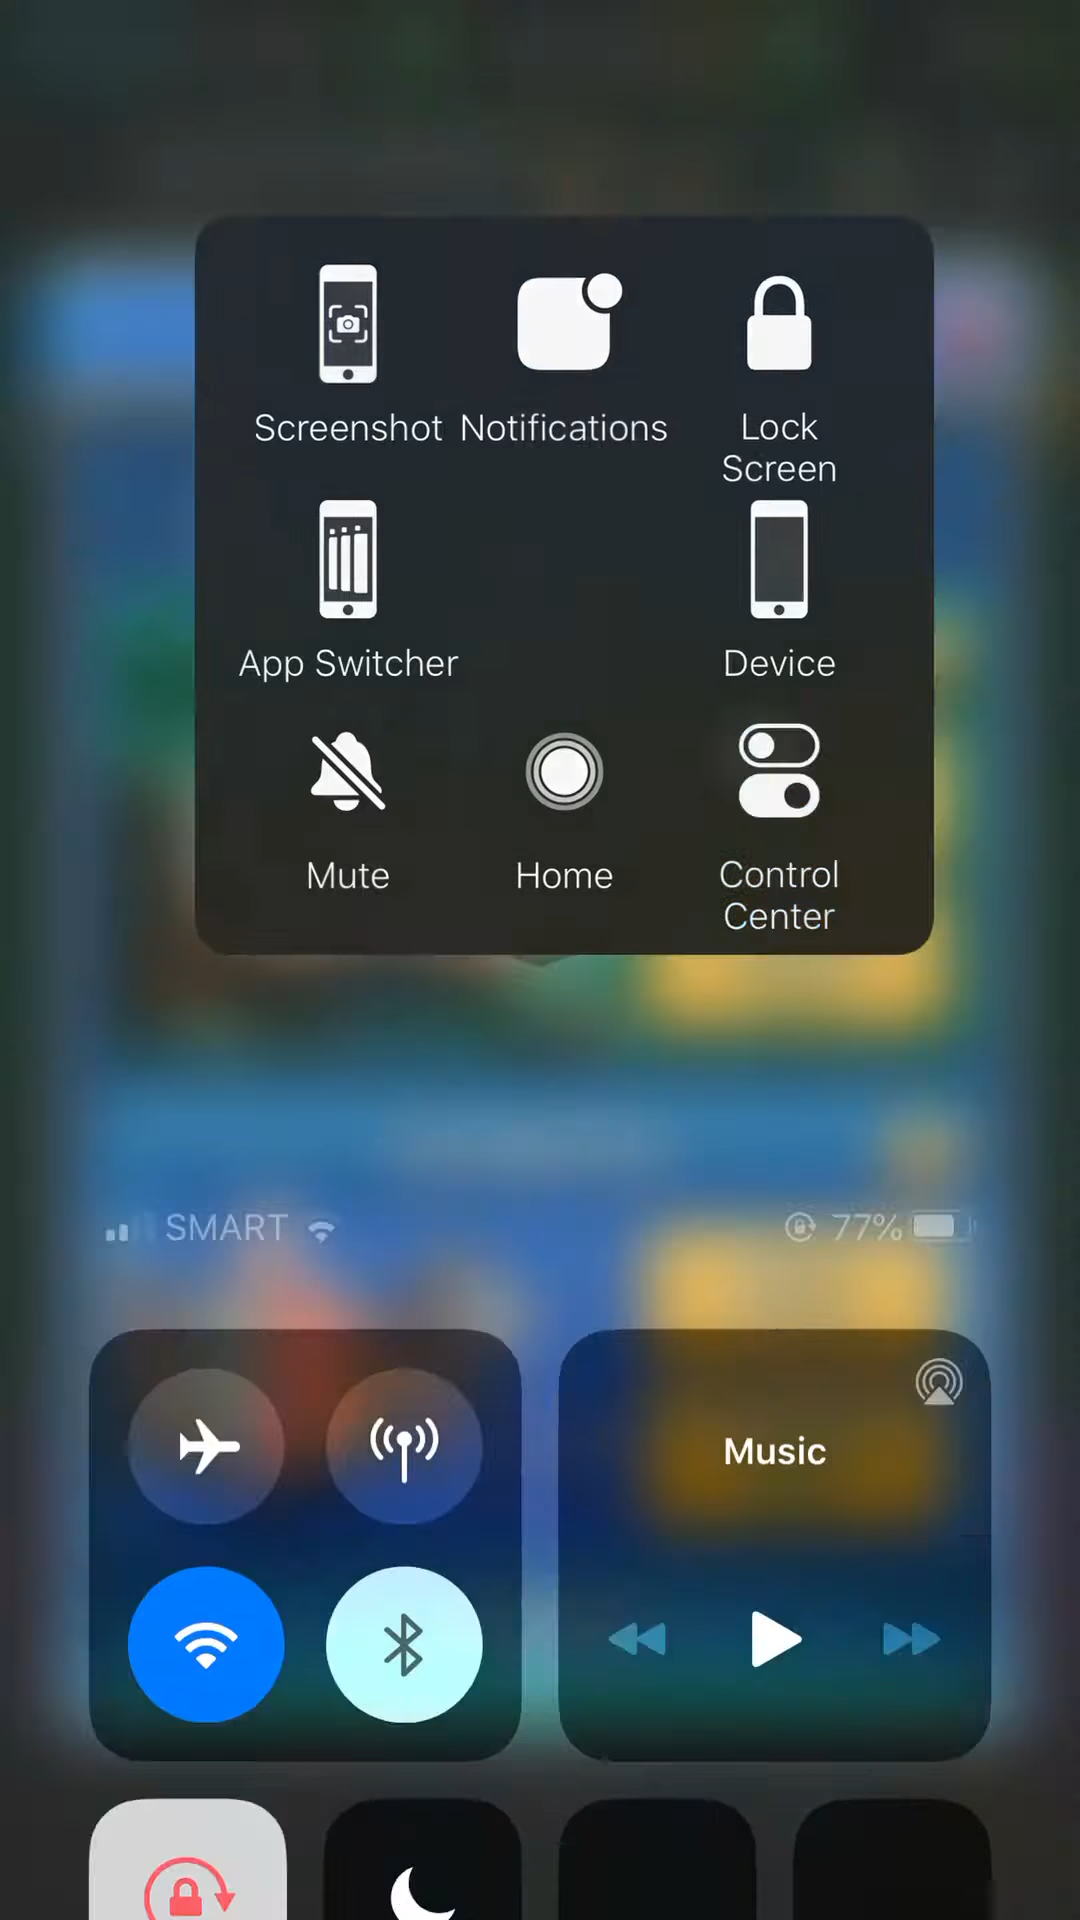 Screenshot Notifications Lock
Screen
App Switcher Device
Mute Home Control
Center
SMART 77%
Music